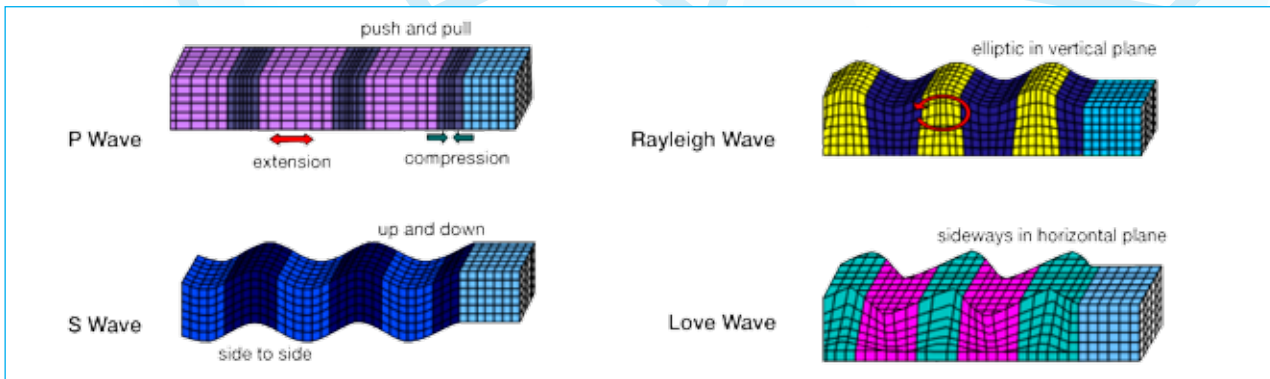 push and pull
P Wave
extension
compression
elliptic in vertical plane
Rayleigh Wave
up and down
S Wave
side to side
sideways in horizontal plane
Love Wave